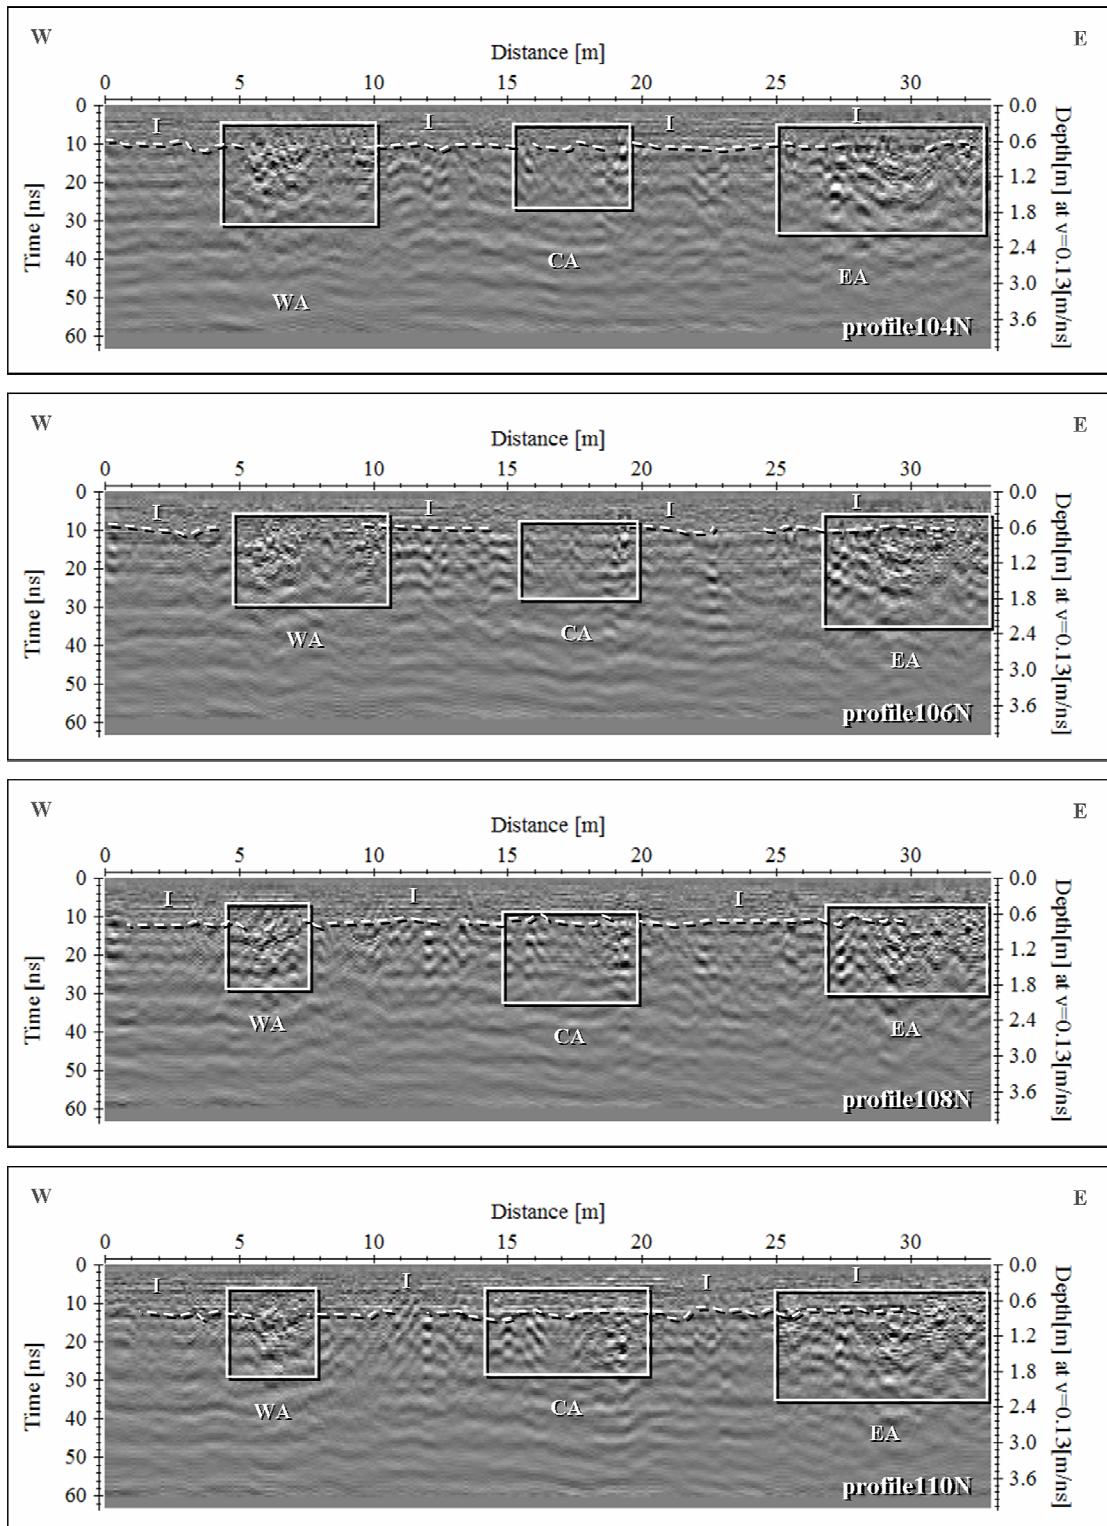 W E
Distance [m]
0 5 10 15 20 25 30
I I I I
0 10 20 30 40 50 60
Time [ns]
0.0 0.6 1.2 1.8 2.4 3.0 3.6
Depth[m] at v=0.13[m/ns]
WA CA EA
profile104N
W E
Distance [m]
0 5 10 15 20 25 30
I I I I
0 10 20 30 40 50 60
Time [ns]
0.0 0.6 1.2 1.8 2.4 3.0 3.6
Depth[m] at v=0.13[m/ns]
WA CA EA
profile106N
W E
Distance [m]
0 5 10 15 20 25 30
I I I
0 10 20 30 40 50 60
Time [ns]
0.0 0.6 1.2 1.8 2.4 3.0 3.6
Depth[m] at v=0.13[m/ns]
WA CA EA
profile108N
W E
Distance [m]
0 5 10 15 20 25 30
I I I I
0 10 20 30 40 50 60
Time [ns]
0.0 0.6 1.2 1.8 2.4 3.0 3.6
Depth[m] at v=0.13[m/ns]
WA CA EA
profile110N